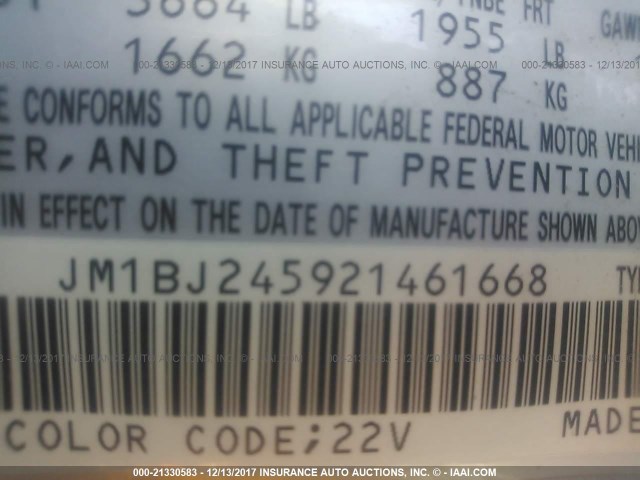 3664 LB 1955 LB
1662 KG 887 KG
CONFORMS TO ALL APPLICABLE FEDERAL MOTOR
AND THEFT PREVENTION
IN EFFECT ON THE DATE OF MANUFACTURE SHOWN
JM1BJ245921461668
COLOR CODE;22V MADE
000-21330583 - 12/13/2017 INSURANCE AUTO AUCTIONS, INC. - © - IAAI.COM